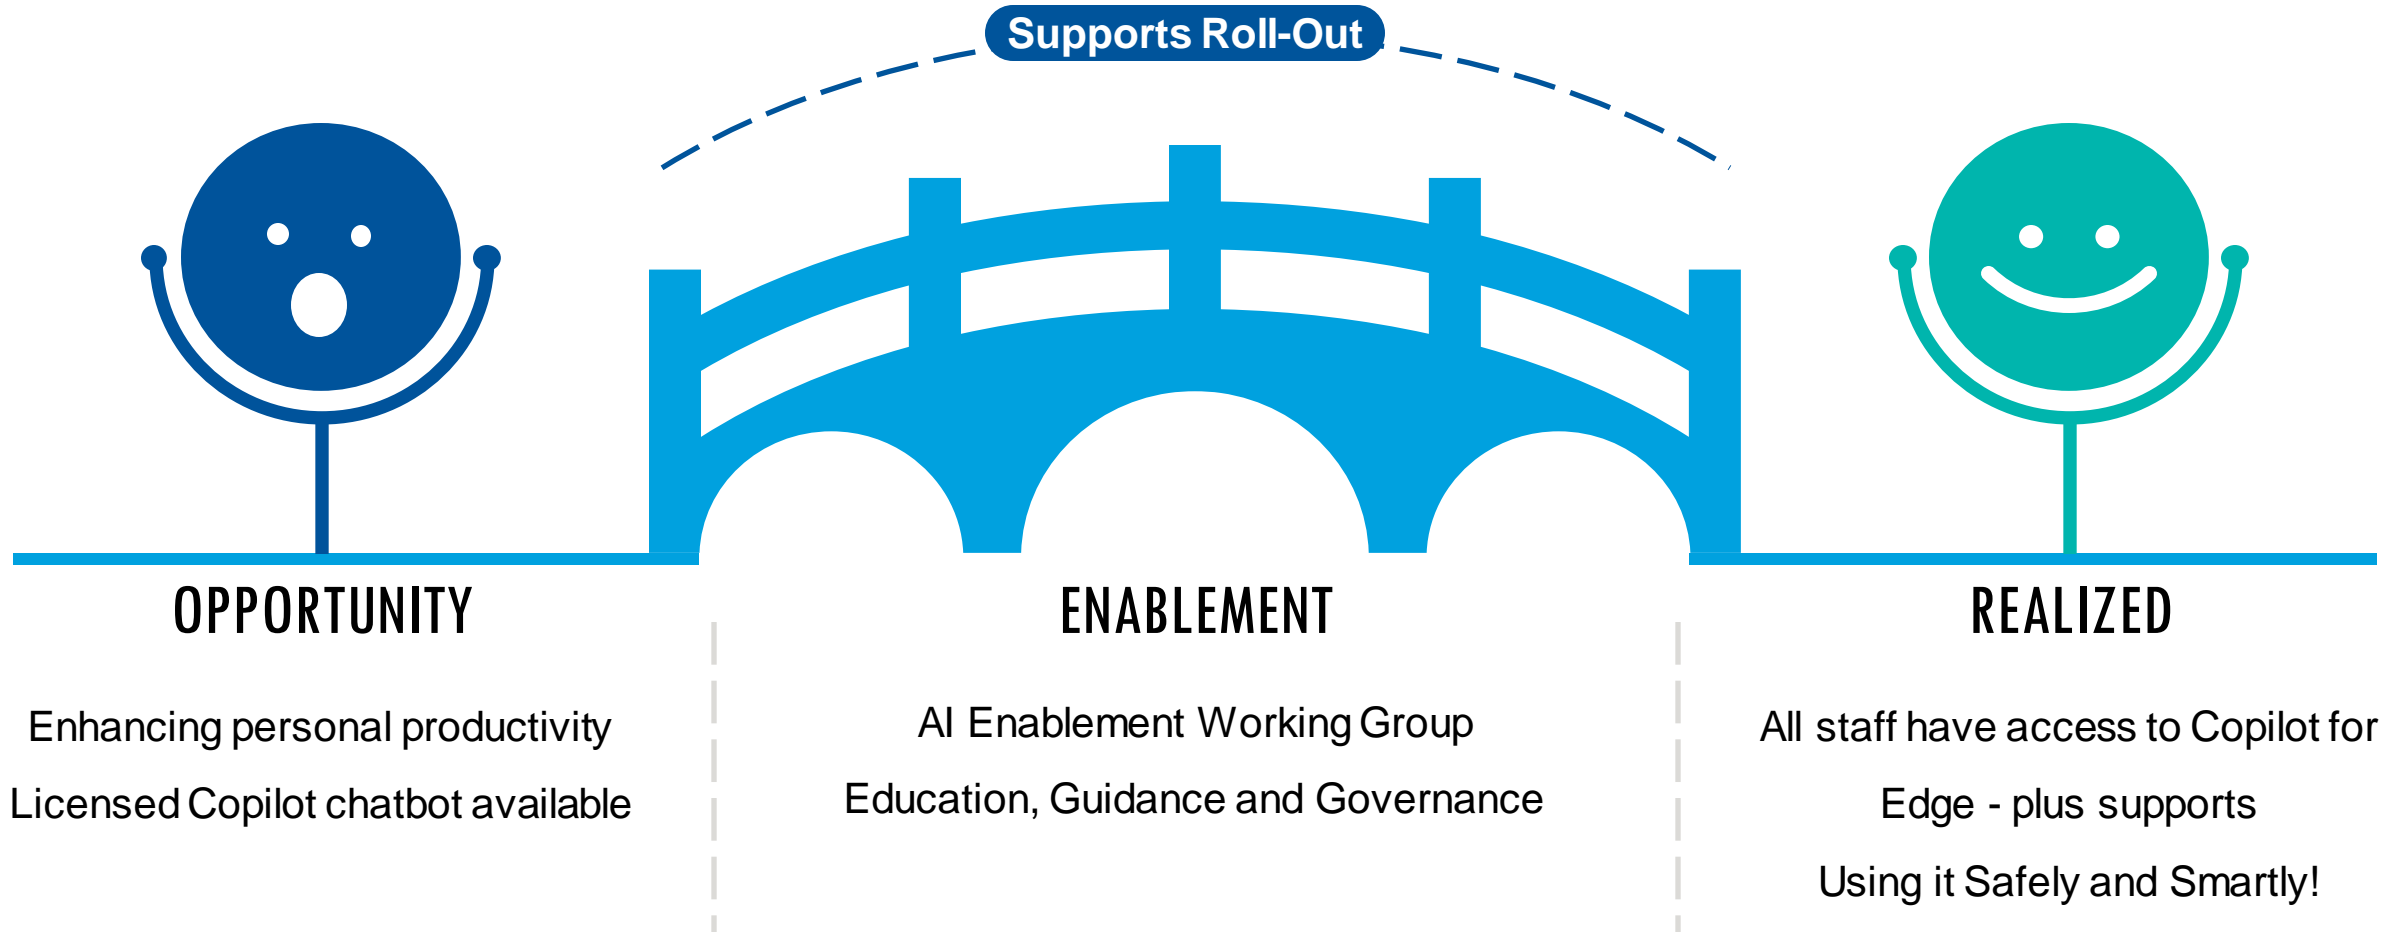 Supports Roll-Out
OPPORTUNITY
Enhancing personal productivity
Licensed Copilot chatbot available
ENABLEMENT
AI Enablement Working Group
Education, Guidance and Governance
REALIZED
All staff have access to Copilot for
Edge - plus supports
Using it Safely and Smartly!